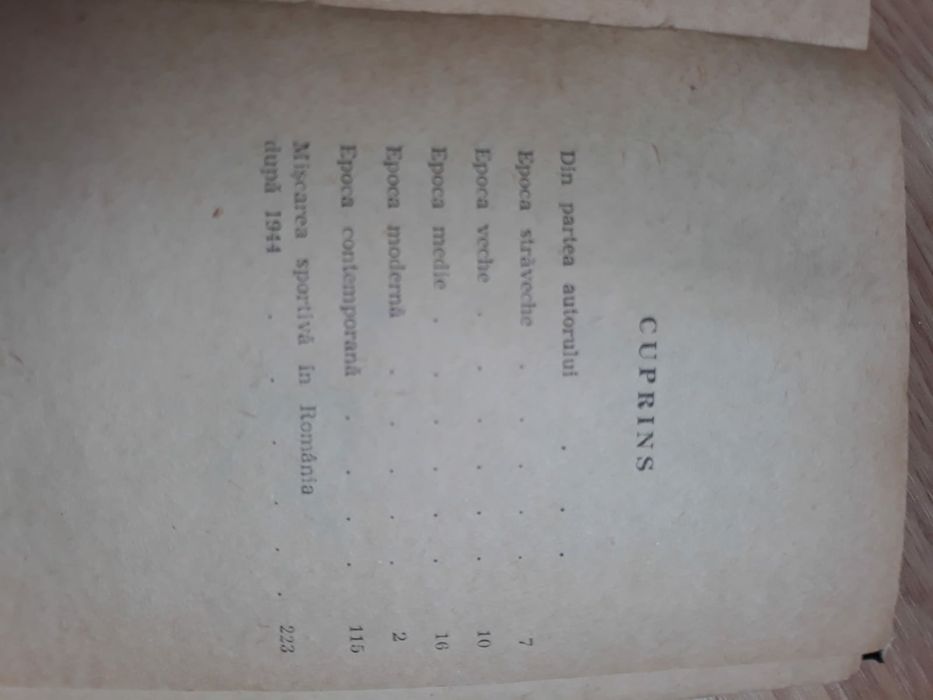 CUPRINS
Din partea autorului . . .
Epoca străveche . . . . . 7
Epoca veche . . . . . . 10
Epoca medie . . . . . . 16
Epoca modernă . . . . . 2
Epoca contemporană . . . . 115
Mișcarea sportivă în România
după 1944 . . . . . . 223